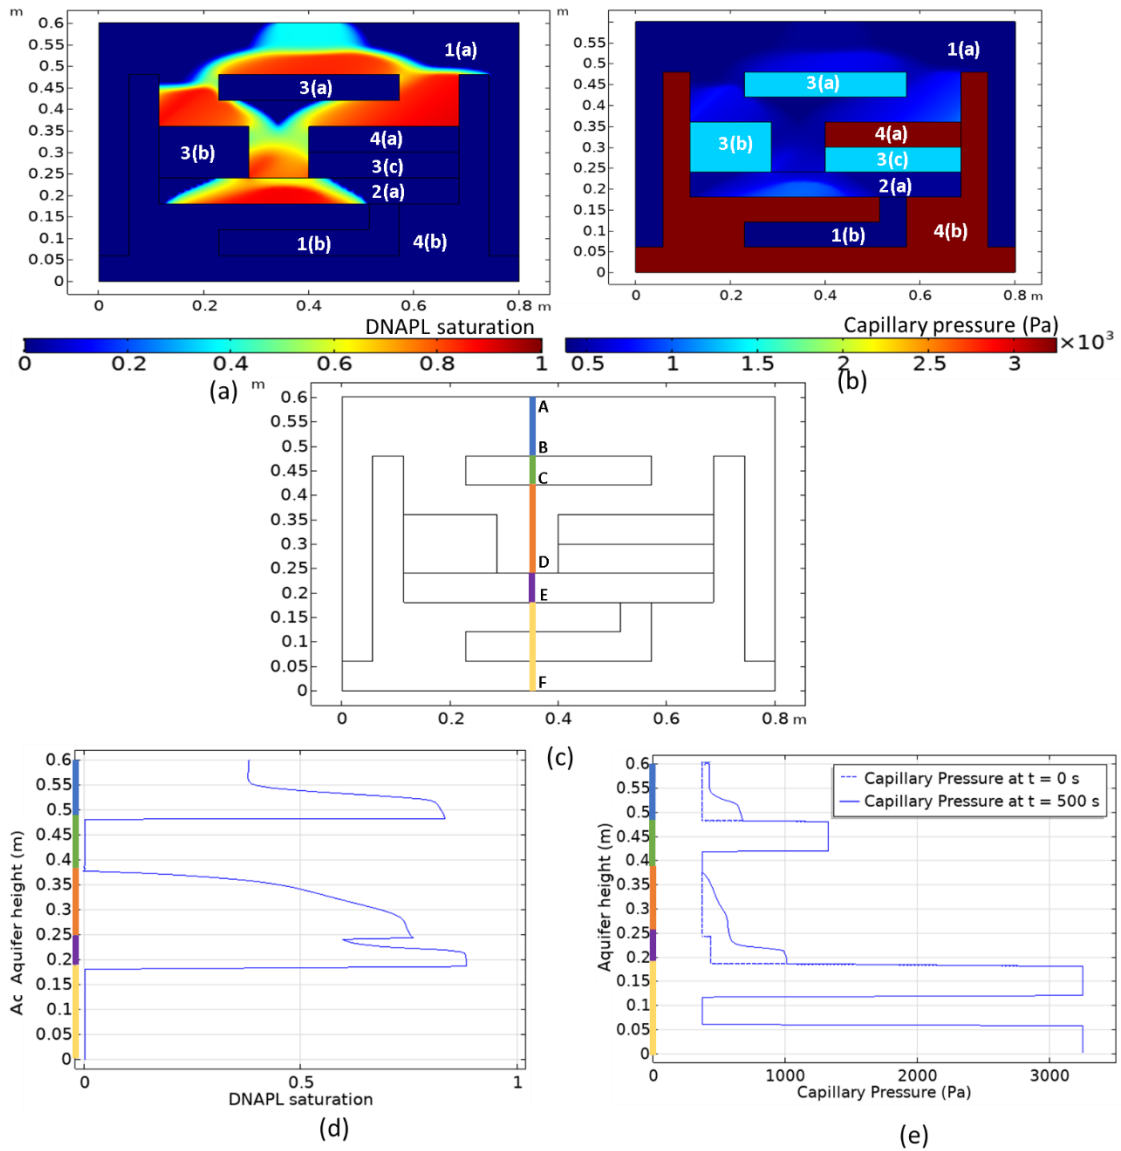 m
0.6
0.55
0.5
0.45
0.4
0.35
0.3
0.25
0.2
0.15
0.1
0.05
0
1(a)
3(a)
4(a)
3(b)
3(c)
2(a)
1(b)
4(b)
0 0.2 0.4 0.6 0.8 m
DNAPL saturation
0 0.2 0.4 0.6 0.8 1
(a)
m
0.6
0.55
0.5
0.45
0.4
0.35
0.3
0.25
0.2
0.15
0.1
0.05
0
1(a)
3(a)
4(a)
3(b)
3(c)
2(a)
1(b)
4(b)
0 0.2 0.4 0.6 0.8 m
Capillary pressure (Pa)
×10³
0.5 1 1.5 2 2.5 3
(b)
m
0.6
0.55
0.5
0.45
0.4
0.35
0.3
0.25
0.2
0.15
0.1
0.05
0
A
B
C
D
E
F
0 0.2 0.4 0.6 0.8 m
(c)
0.6
0.55
0.5
0.45
0.4
0.35
0.3
0.25
0.2
0.15
0.1
0.05
0
Ac Aquifer height (m)
0 0.5 1
DNAPL saturation
(d)
0.6
0.55
0.5
0.45
0.4
0.35
0.3
0.25
0.2
0.15
0.1
0.05
0
Aquifer height (m)
Capillary Pressure at t = 0 s
Capillary Pressure at t = 500 s
0 1000 2000 3000
Capillary Pressure (Pa)
(e)